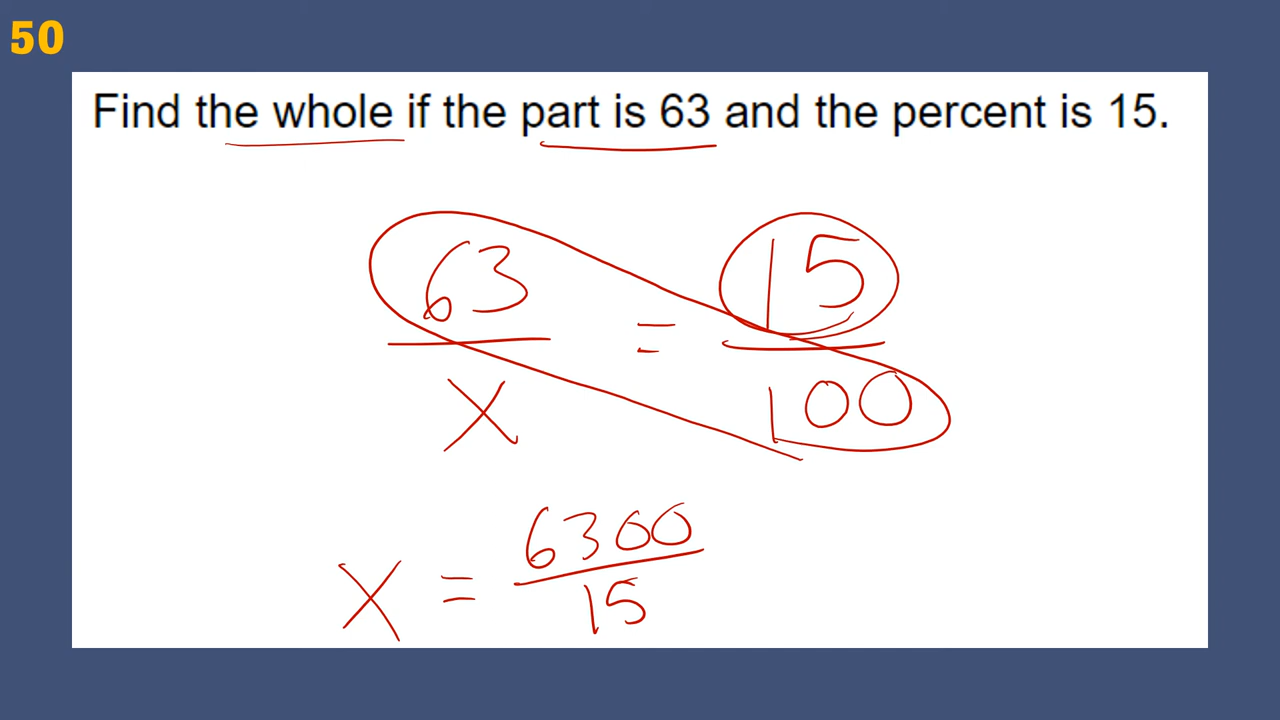 50
Find the whole if the part is 63 and the percent is 15.
63 = 15
X 100
X = 6300
15